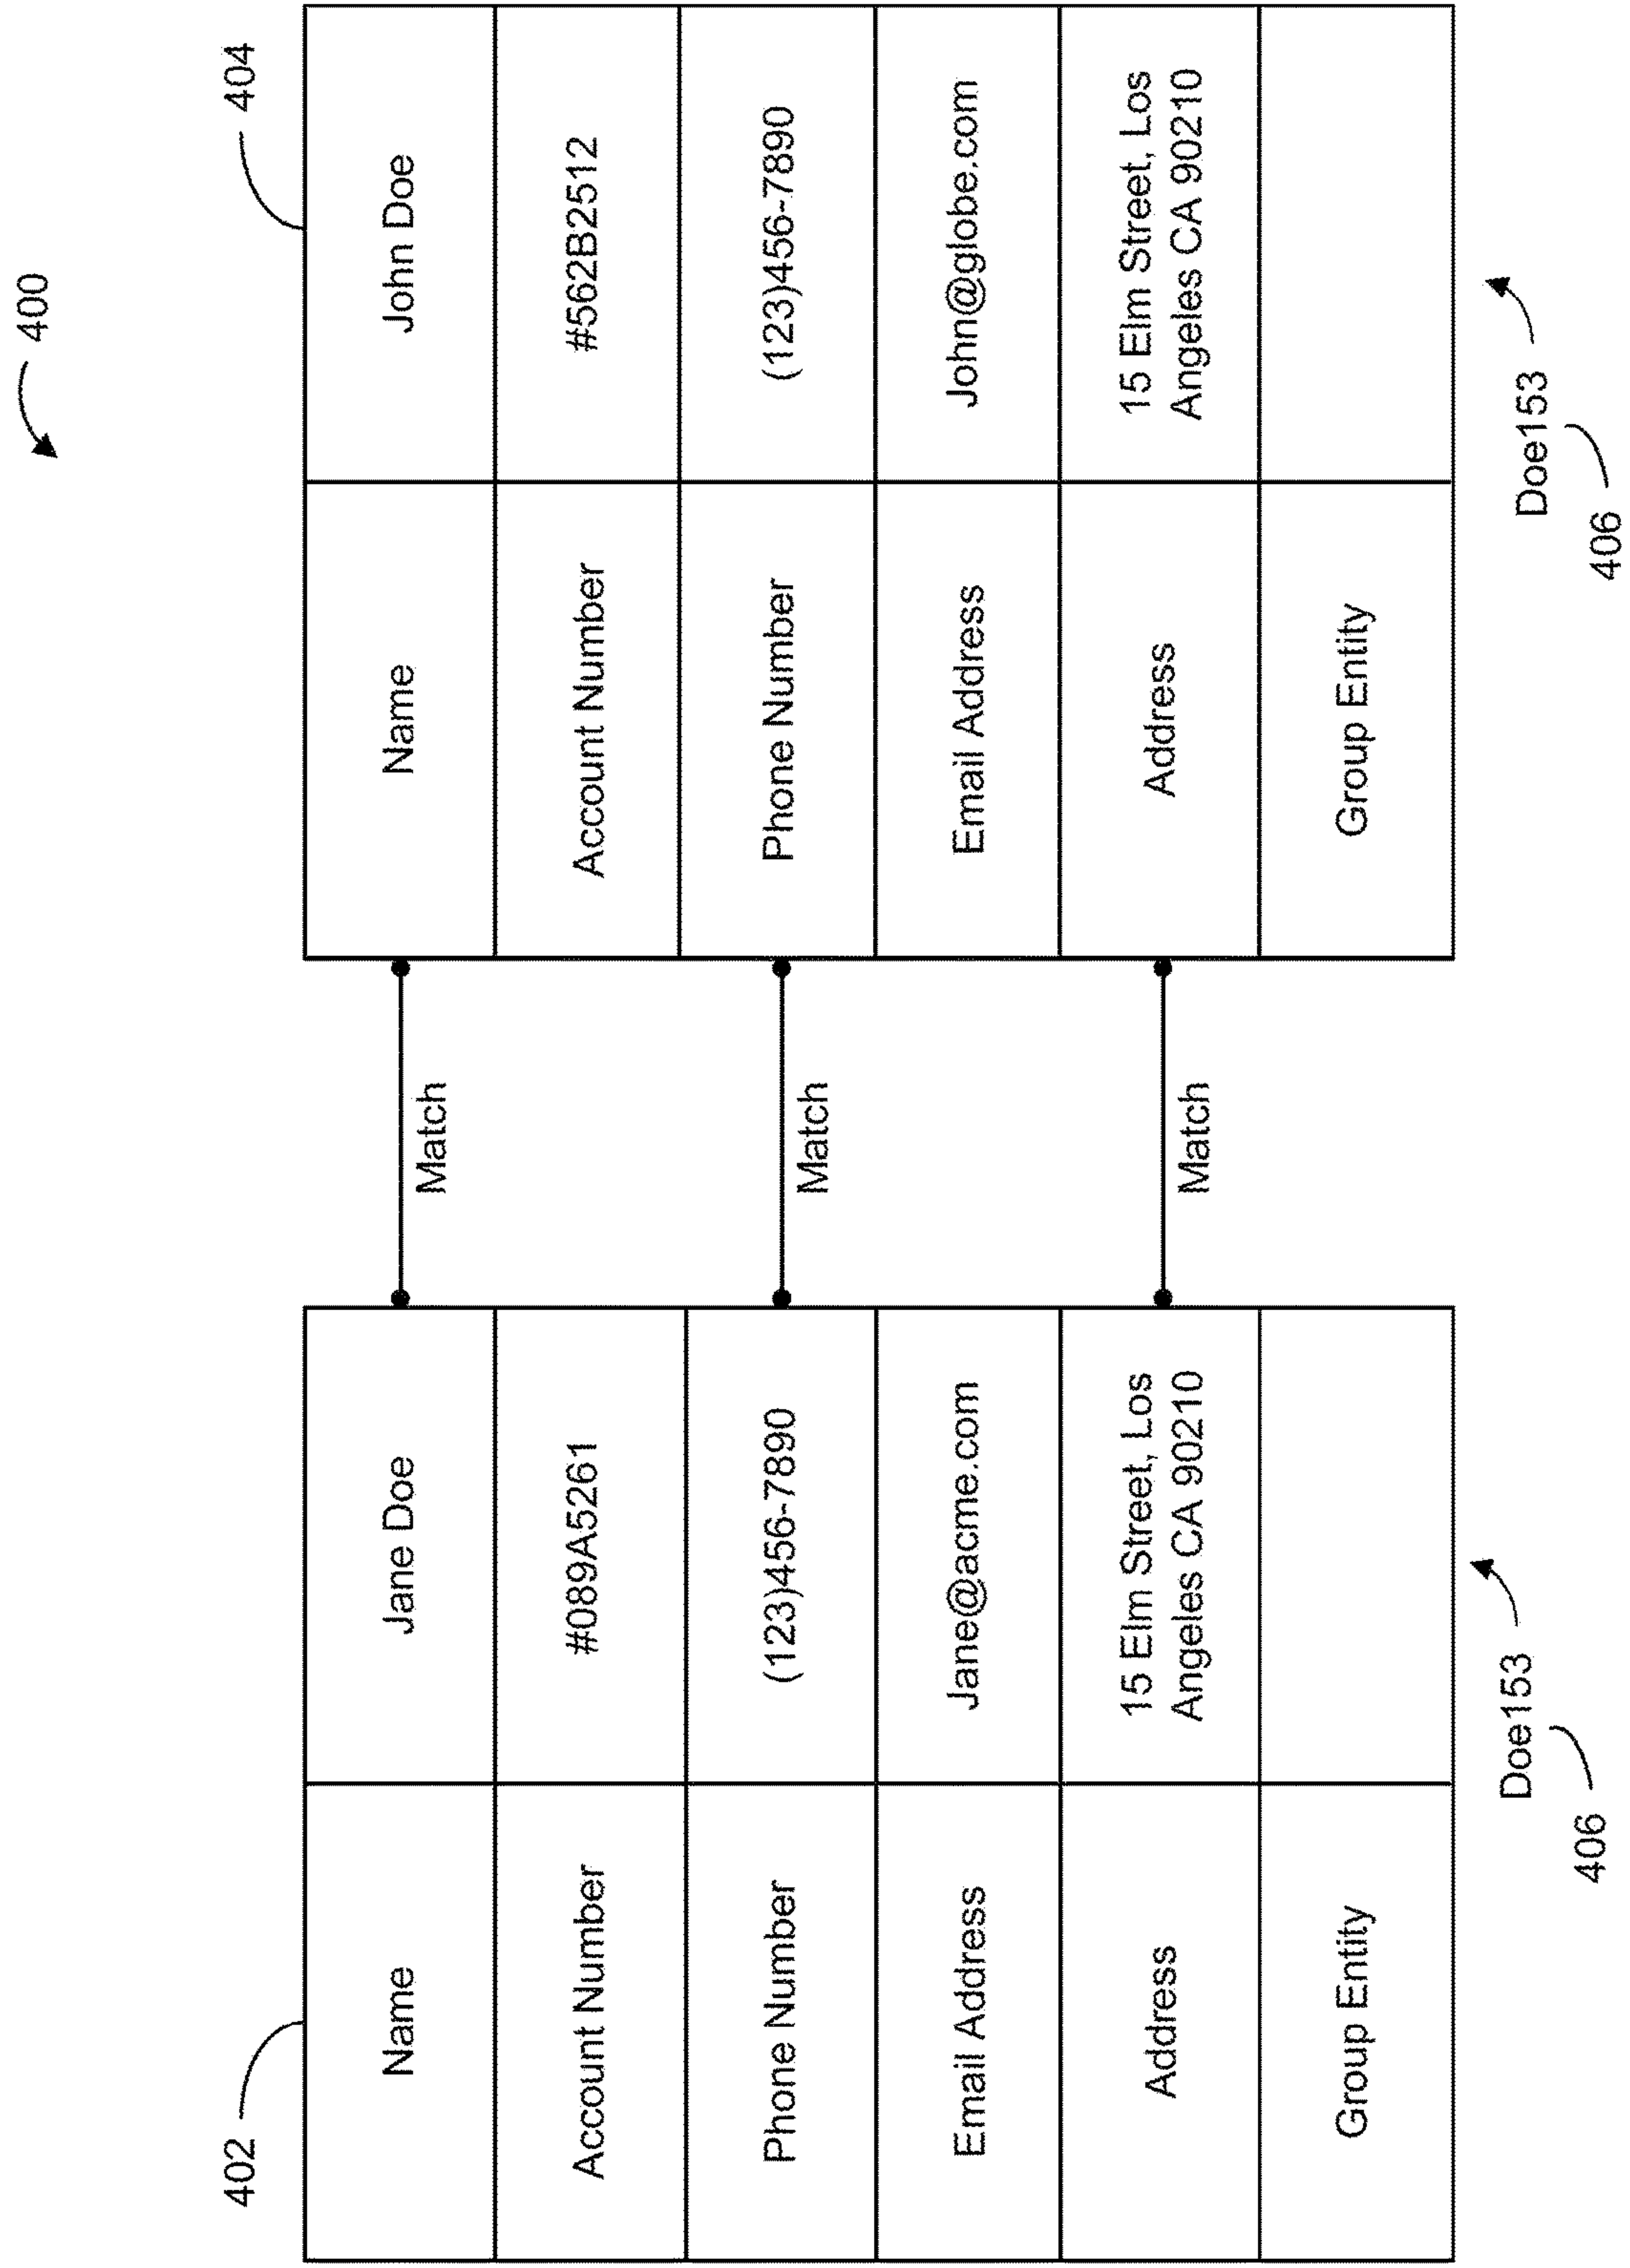 400
402
404
Name
Jane Doe
Match
Name
John Doe
Account Number
#089A5261
Account Number
#562B2512
Phone Number
(123)456-7890
Match
Phone Number
(123)456-7890
Email Address
Jane@acme.com
Email Address
John@globe.com
Address
15 Elm Street, Los
Angeles CA 90210
Match
Address
15 Elm Street, Los
Angeles CA 90210
Group Entity
Group Entity
Doe153
406
Doe153
406